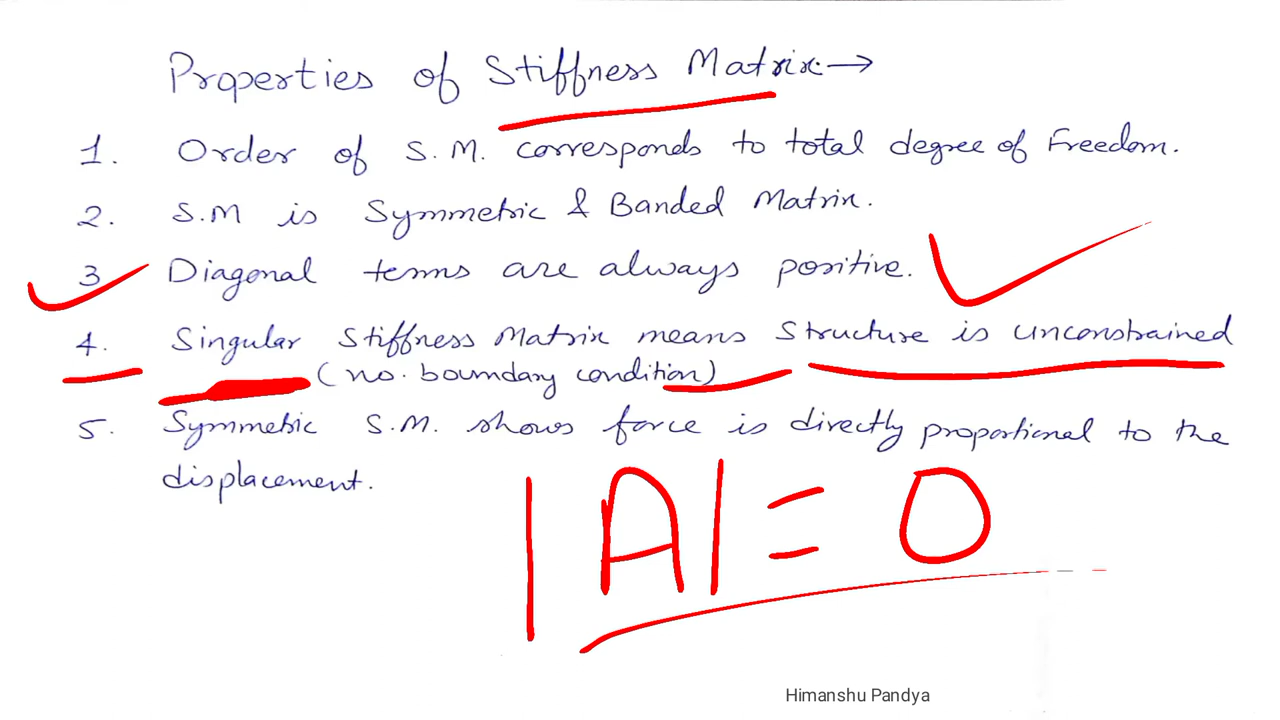 Properties of Stiffness Matrix:→
1. Order of S.M. corresponds to total degree of Freedom.
2. S.M is Symmetric & Banded Matrix.
3 Diagonal terms are always positive.
4. Singular Stiffness Matrix means Structure is unconstrained
(no. boundary condition)
5. Symmetric S.M. shows force is directly proportional to the
displacement.
|A| = 0
Himanshu Pandya